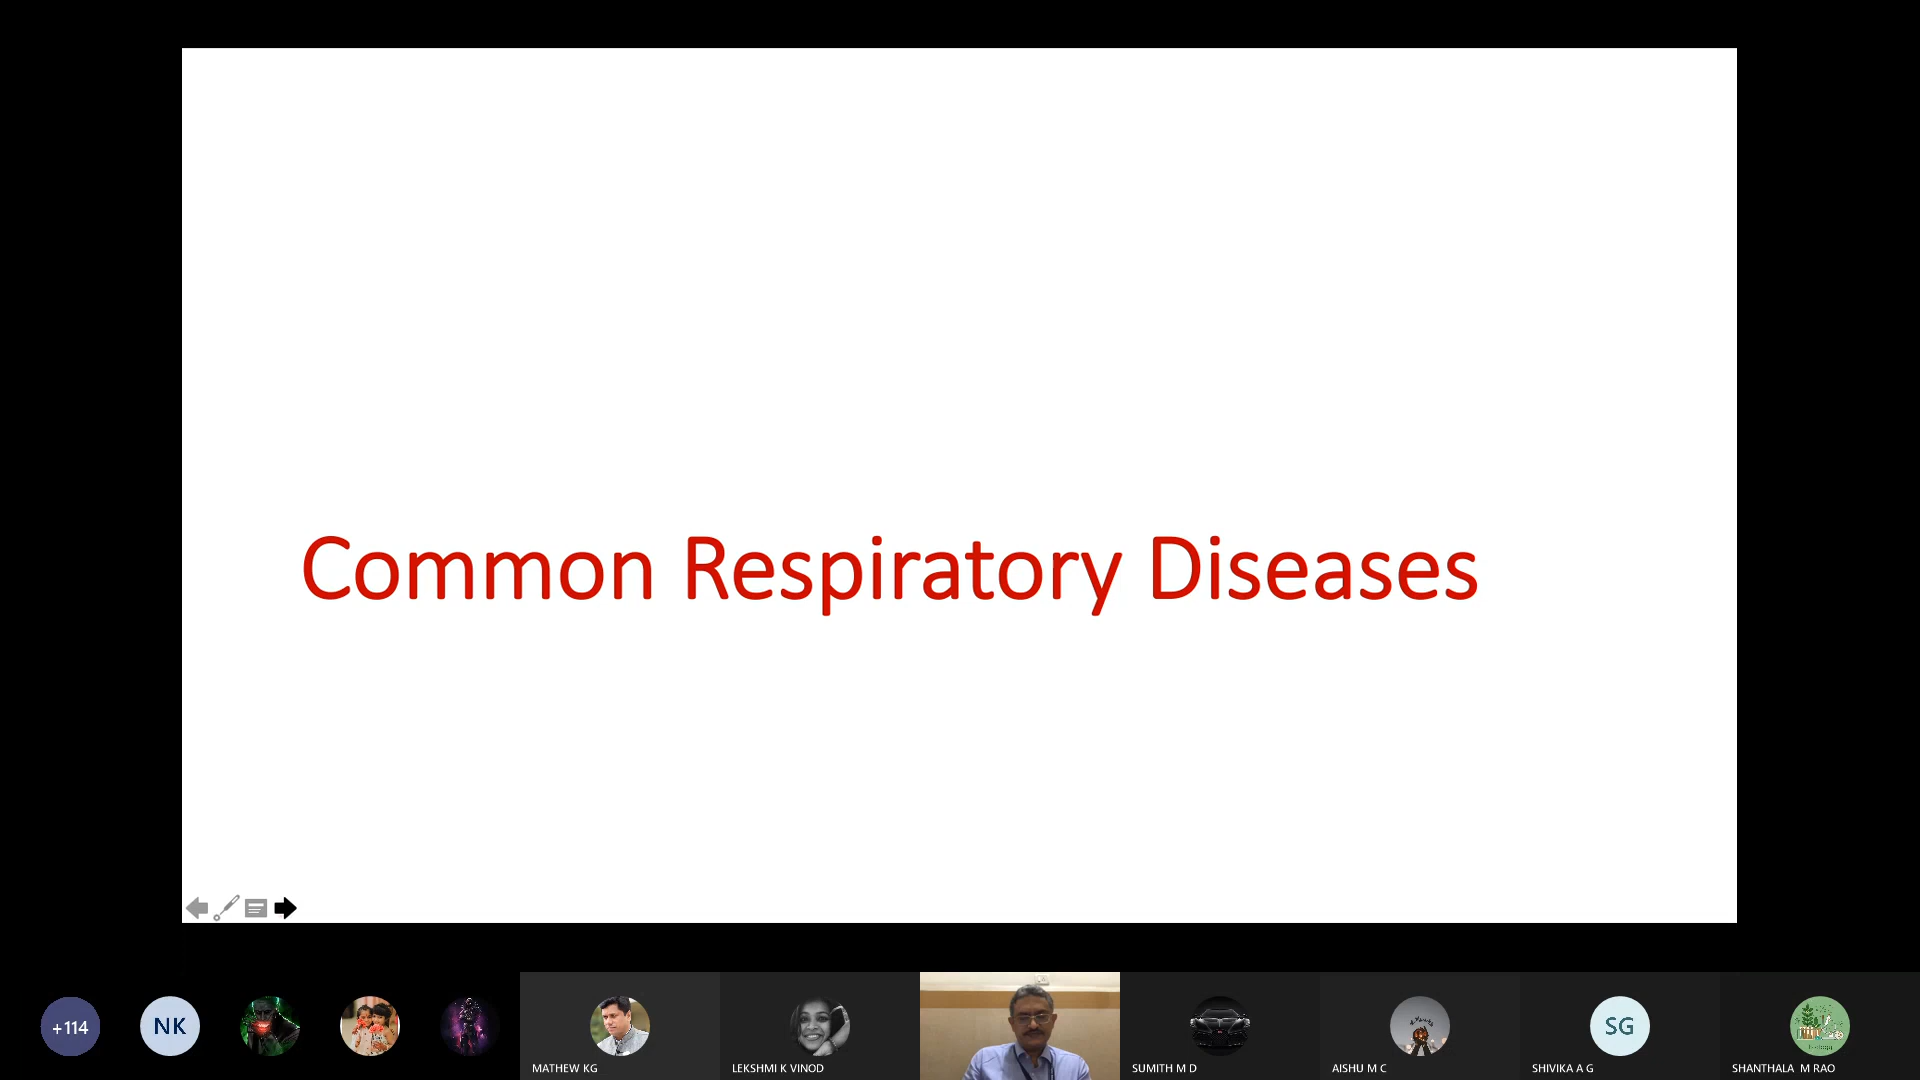 Common Respiratory Diseases
+114
NK
MATHEW KG
LEKSHMI K VINOD
SUMITH M D
AISHU M C
SG
SHIVIKA A G
SHANTHALA M RAO